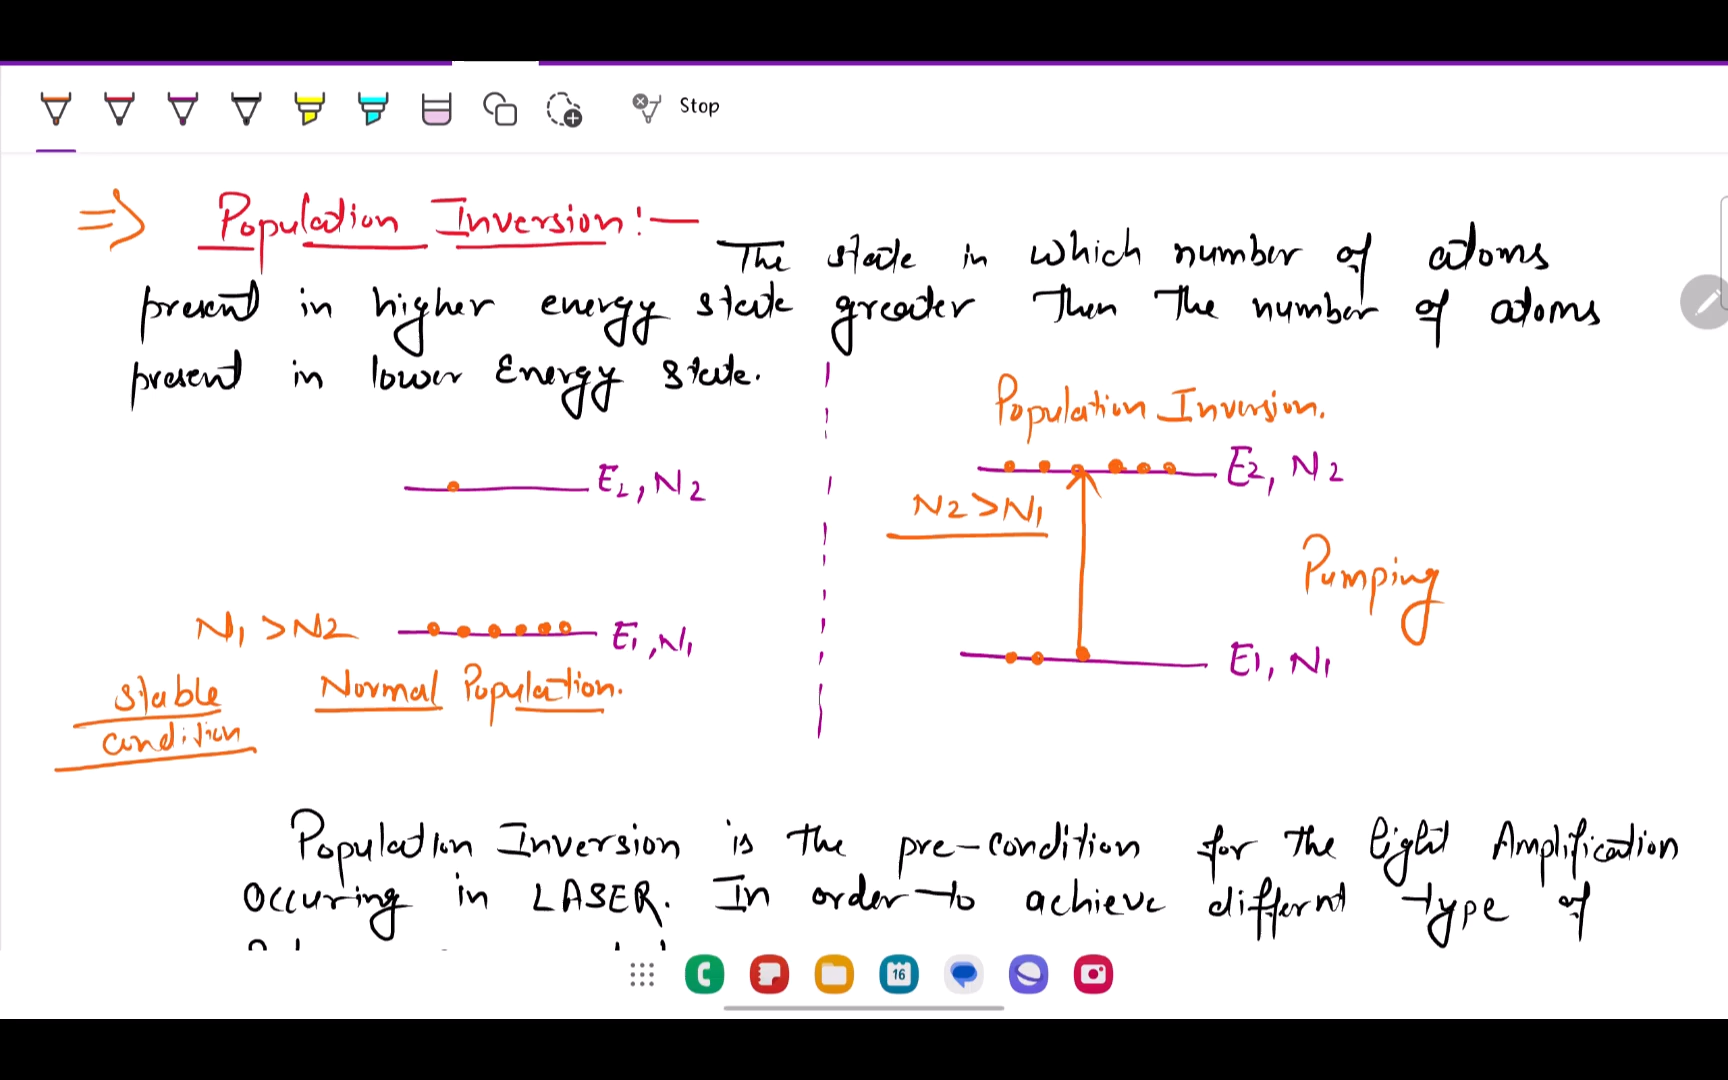 Stop
=> Population Inversion:—
The state in which number of atoms
present in higher energy state greater then the number of atoms
present in lower Energy state.
Population Inversion.
E2, N2
E2, N2
N2 > N1
Pumping
N1 > N2
E1, N1
E1, N1
Stable
condition
Normal Population.
Population Inversion is the pre-condition for the light Amplification
Occuring in LASER. In order to achieve differnt type of
16